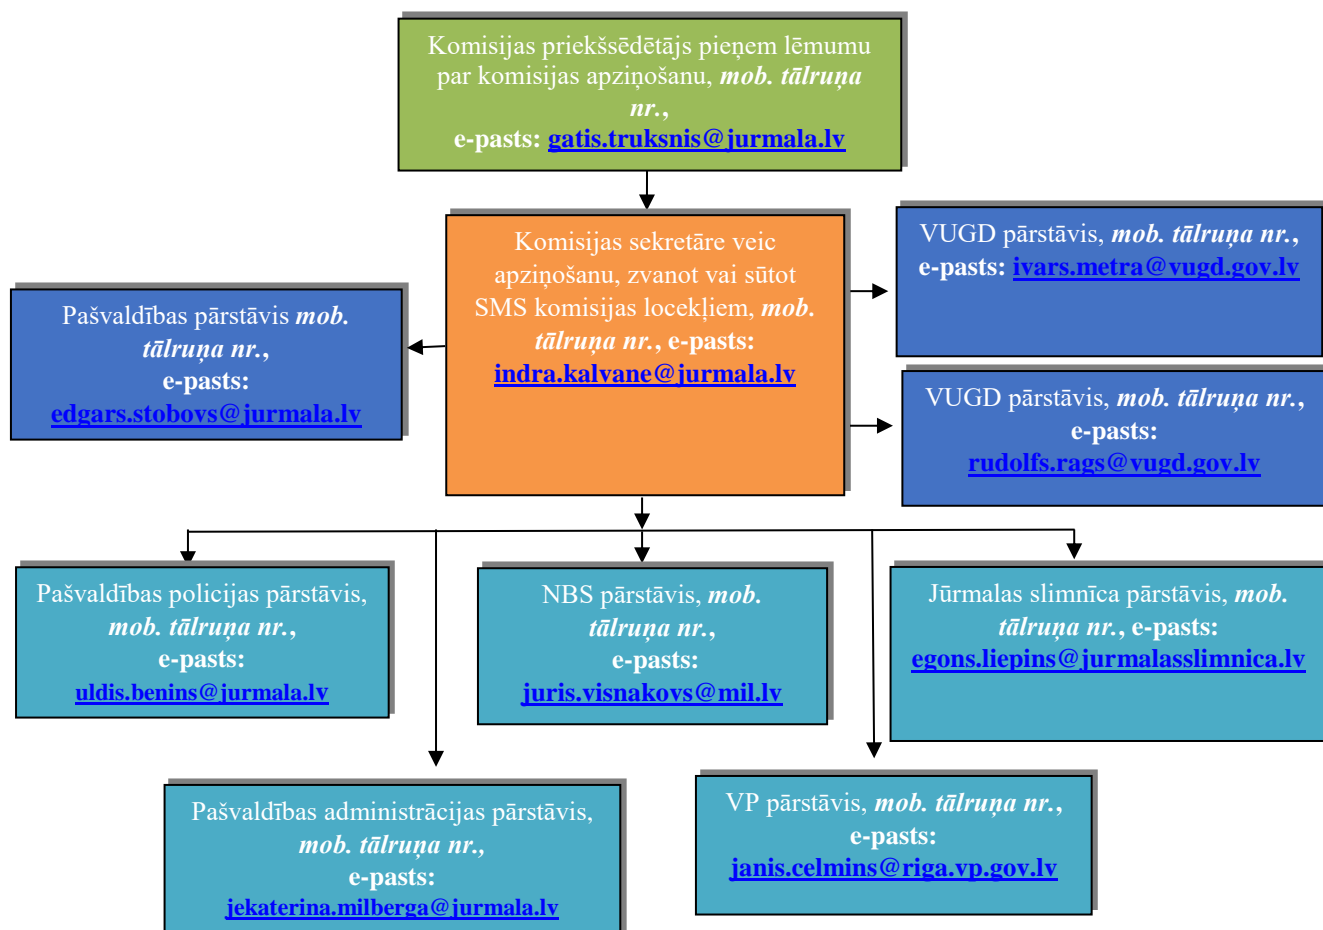 Komisijas priekšsēdētājs pieņem lēmumu
par komisijas apziņošanu, mob. tālruņa
nr.,
e-pasts: gatis.truksnis@jurmala.lv
Komisijas sekretāre veic
apziņošanu, zvanot vai sūtot
SMS komisijas locekļiem, mob.
tālruņa nr., e-pasts:
indra.kalvane@jurmala.lv
VUGD pārstāvis, mob. tālruņa nr.,
e-pasts: ivars.metra@vugd.gov.lv
Pašvaldības pārstāvis mob.
tālruņa nr.,
e-pasts:
edgars.stobovs@jurmala.lv
VUGD pārstāvis, mob. tālruņa nr.,
e-pasts:
rudolfs.rags@vugd.gov.lv
Pašvaldības policijas pārstāvis,
mob. tālruņa nr.,
e-pasts:
uldis.benins@jurmala.lv
NBS pārstāvis, mob.
tālruņa nr.,
e-pasts:
juris.visnakovs@mil.lv
Jūrmalas slimnīca pārstāvis, mob.
tālruņa nr., e-pasts:
egons.liepins@jurmalasslimnica.lv
Pašvaldības administrācijas pārstāvis,
mob. tālruņa nr.,
e-pasts:
jekaterina.milberga@jurmala.lv
VP pārstāvis, mob. tālruņa nr.,
e-pasts:
janis.celmins@riga.vp.gov.lv